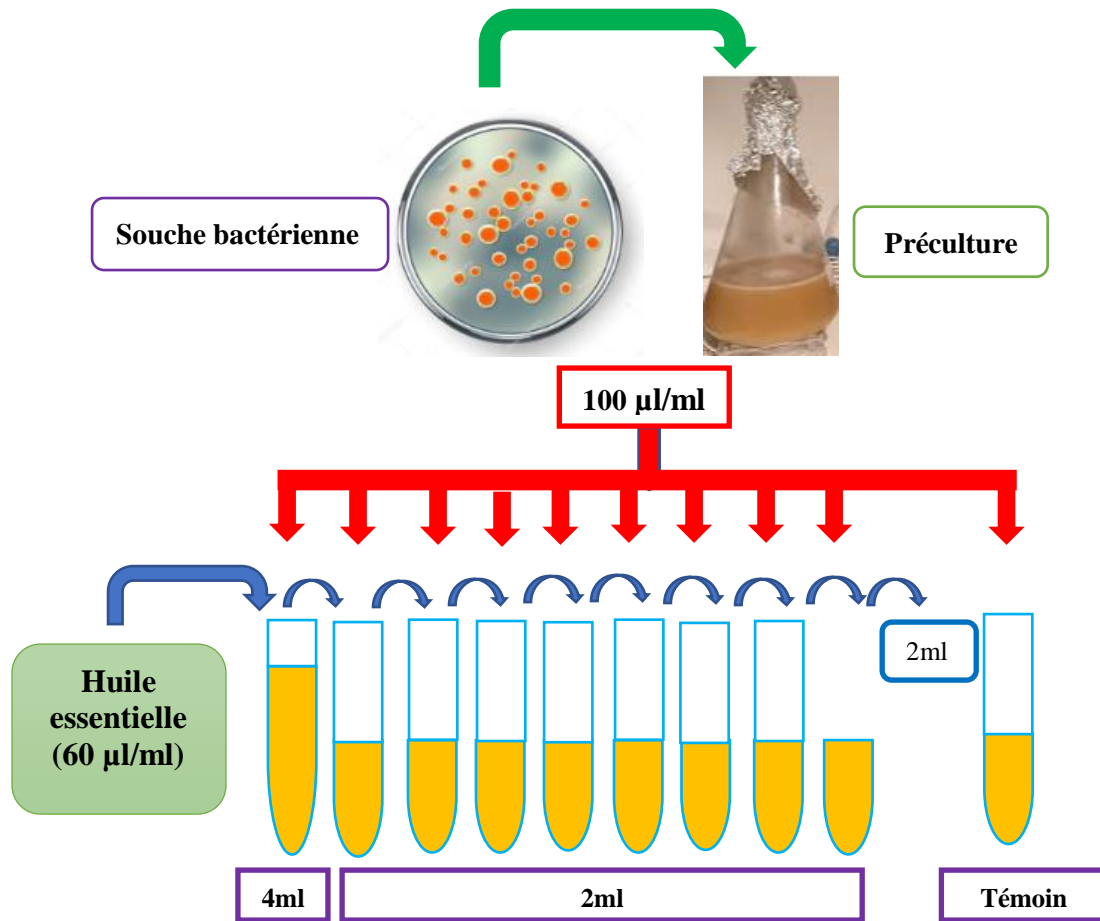 Souche bactérienne
Préculture
100 µl/ml
Huile
essentielle
(60 µl/ml)
2ml
4ml
2ml
Témoin